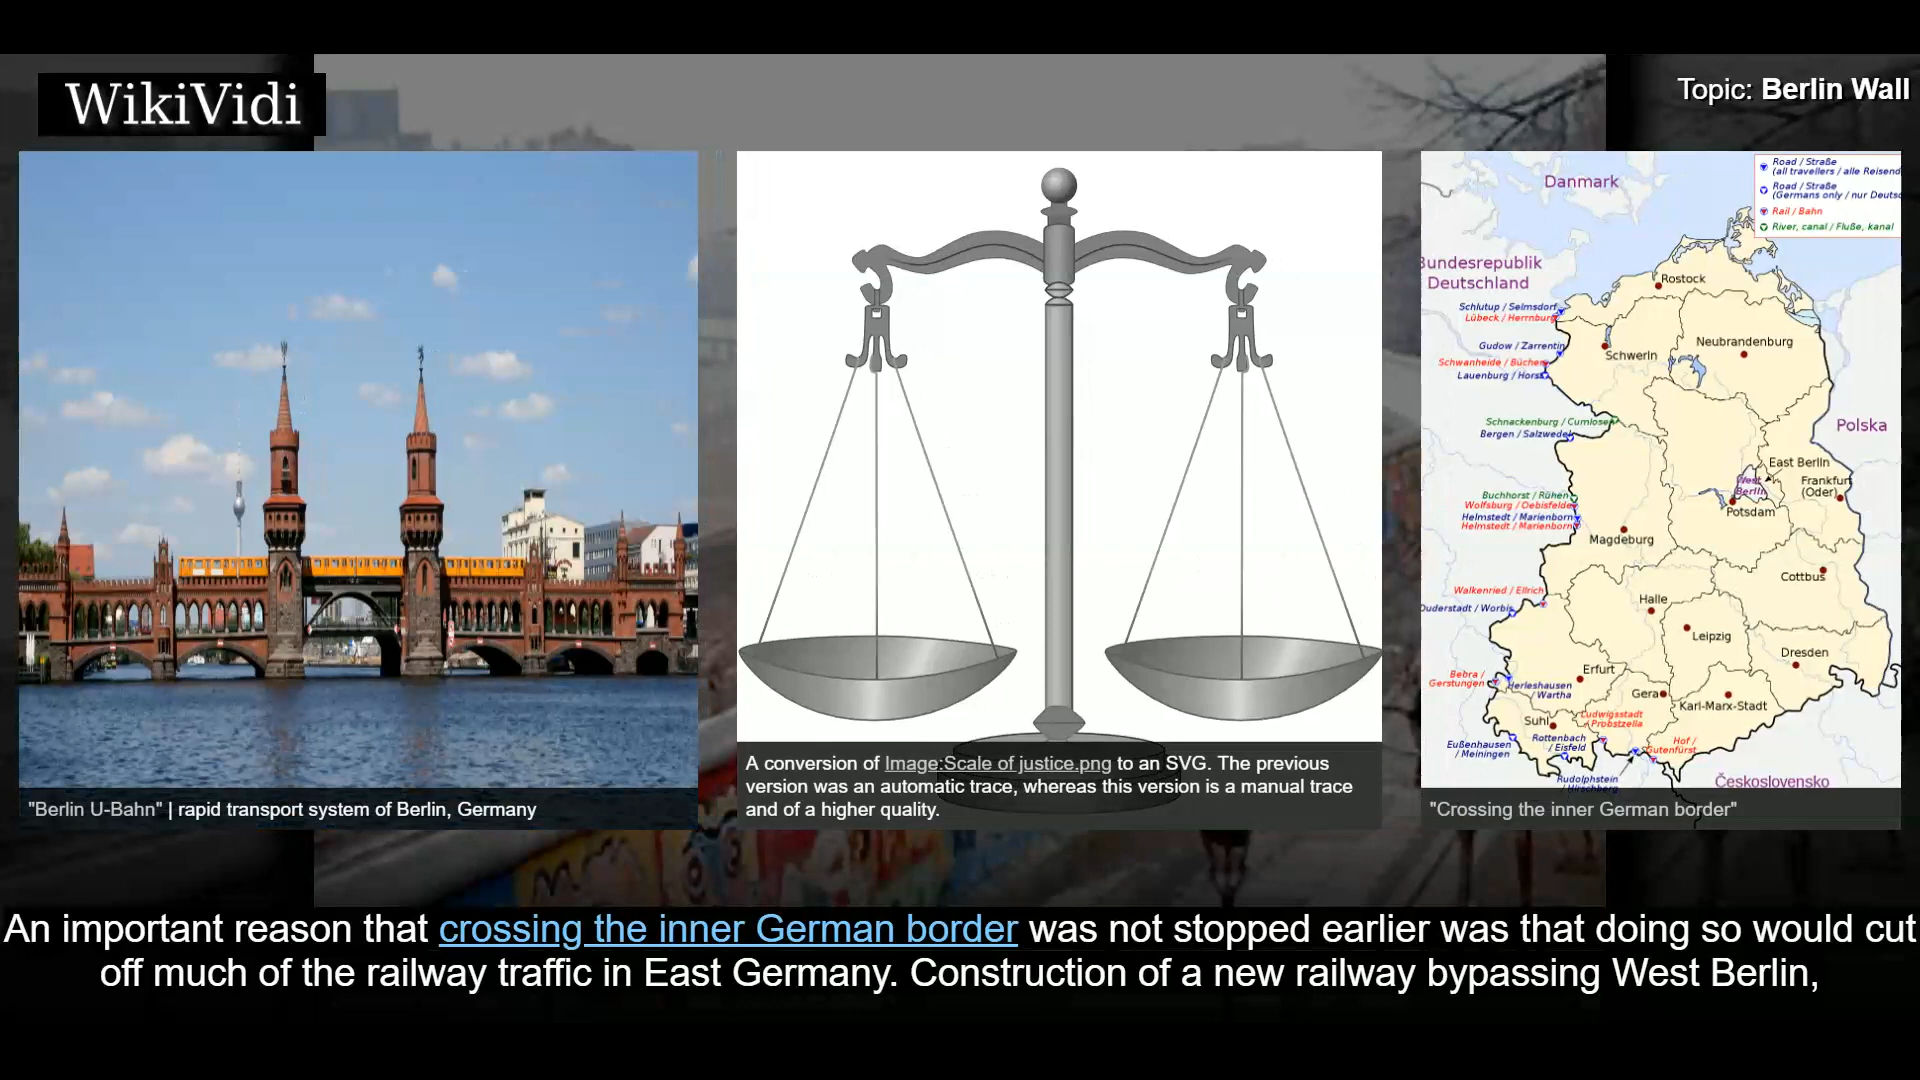 WikiVidi
Topic: Berlin Wall
"Berlin U-Bahn" | rapid transport system of Berlin, Germany
A conversion of Image:Scale of justice.png to an SVG. The previous
version was an automatic trace, whereas this version is a manual trace
and of a higher quality.
Road / Straße
(all travellers / alle Reisend
Road / Straße
(Germans only / nur Deuts
Rail / Bahn
River, canal / Fluße, kanal
Danmark
Bundesrepublik
Deutschland
Rostock
Schlutup / Selmsdorf
Lübeck / Herrnburg
Gudow / Zarrentin
Schwerin
Neubrandenburg
Schwanheide / Büchen
Lauenburg / Horst
Schnackenburg / Cumlosen
Bergen / Salzwedel
Polska
East Berlin
West
Berlin
Frankfurt
(Oder)
Potsdam
Buchhorst / Rühen
Wolfsburg / Oebisfelde
Helmstedt / Marienborn
Helmstedt / Marienborn
Magdeburg
Cottbus
Walkenried / Ellrich
Duderstadt / Worbis
Halle
Leipzig
Dresden
Erfurt
Bebra /
Gerstungen
Herleshausen
/ Wartha
Gera
Karl-Marx-Stadt
Suhl
Ludwigsstadt
/ Probstzella
Rottenbach
/ Eisfeld
Hof /
Gutenfürst
Eußenhausen
/ Meiningen
Rudolphstein
/ Hirschberg
Československo
"Crossing the inner German border"
An important reason that crossing the inner German border was not stopped earlier was that doing so would cut
off much of the railway traffic in East Germany. Construction of a new railway bypassing West Berlin,